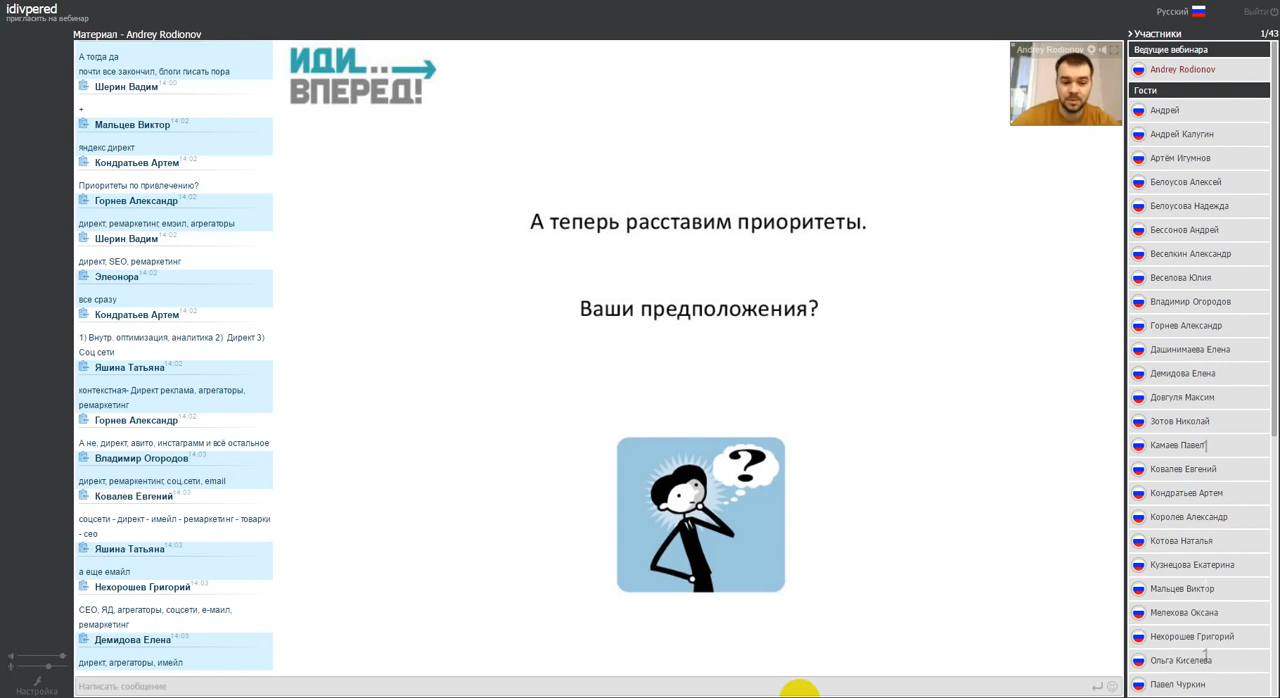 idivpered
пригласить на вебинар
Русский
Выйти
Материал - Andrey Rodionov
Участники
1/43
А тогда да
почти все закончил, блоги писать пора
Шерин Вадим 14:00
+
Мальцев Виктор 14:02
яндекс директ
Кондратьев Артем 14:02
Приоритеты по привлечению?
Горнев Александр 14:02
директ, ремаркетинг, емэил, агрегаторы
Шерин Вадим 14:02
директ, SEO, ремаркетинг
Элеонора 14:02
все сразу
Кондратьев Артем 14:02
1) Внутр. оптимизация, аналитика 2) Директ 3)
Соц сети
Яшина Татьяна 14:02
контекстная- Директ реклама, агрегаторы,
ремаркетинг
Горнев Александр 14:02
А не, директ, авито, инстаграмм и всё остальное
Владимир Огородов 14:03
директ, ремаркентинг, соц.сети, email
Ковалев Евгений 14:03
соцсети - директ - имейл - ремаркетинг - товарки
- сео
Яшина Татьяна 14:03
а еще емайл
Нехорошев Григорий 14:03
СЕО, ЯД, агрегаторы, соцсети, е-маил,
ремаркетинг
Демидова Елена 14:03
директ, агрегаторы, имейл
Написать сообщение
Настройка
ИДИ...
ВПЕРЕД!
Andrey Rodionov
А теперь расставим приоритеты.
Ваши предположения?
?
Ведущие вебинара
Andrey Rodionov
Гости
Андрей
Андрей Калугин
Артём Игумнов
Белоусов Алексей
Белоусова Надежда
Бессонов Андрей
Веселкин Александр
Веселова Юлия
Владимир Огородов
Горнев Александр
Дашинимаева Елена
Демидова Елена
Довгуля Максим
Зотов Николай
Камаев Павел
Ковалев Евгений
Кондратьев Артем
Королев Александр
Котова Наталья
Кузнецова Екатерина
Мальцев Виктор
Мелехова Оксана
Нехорошев Григорий
Ольга Киселева
Павел Чуркин